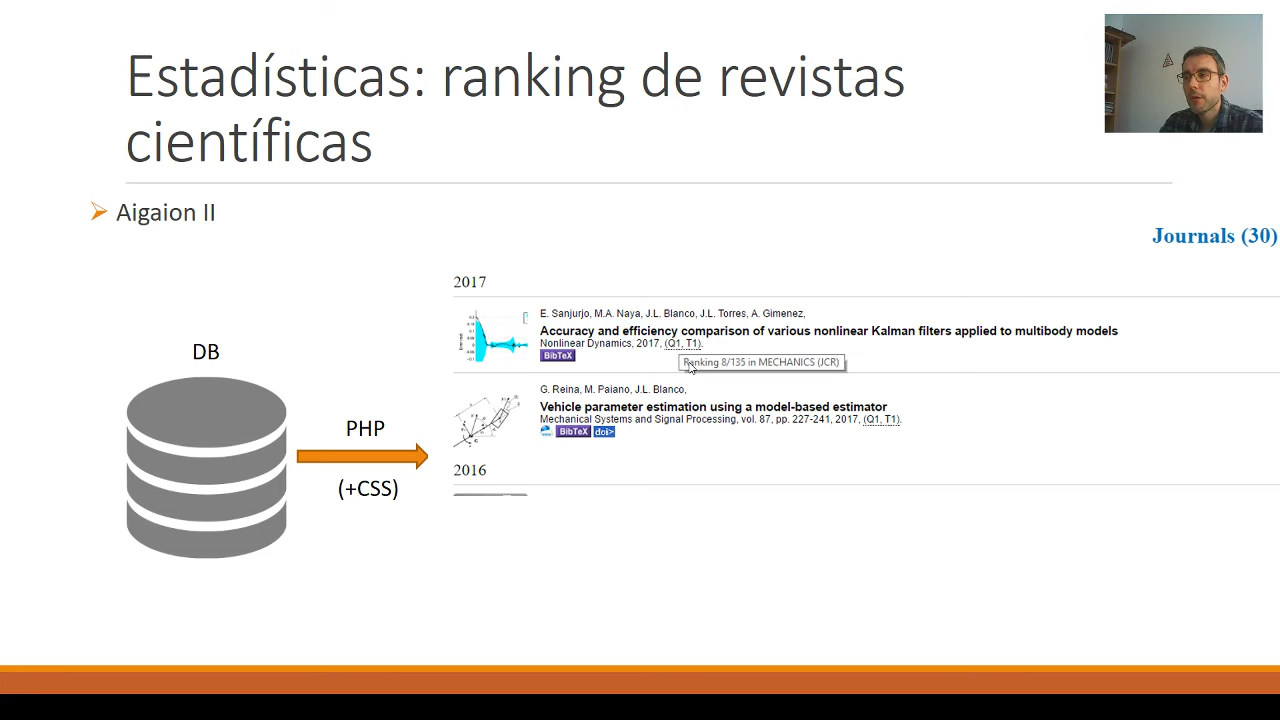 Estadísticas: ranking de revistas
científicas
Aigaion II
Journals (30)
DB
PHP
(+CSS)
2017
E. Sanjurjo, M.A. Naya, J.L. Blanco, J.L. Torres, A. Gimenez,
Accuracy and efficiency comparison of various nonlinear Kalman filters applied to multibody models
Nonlinear Dynamics, 2017, (Q1, T1).
BibTeX
Ranking 8/135 in MECHANICS (JCR)
G. Reina, M. Paiano, J.L. Blanco,
Vehicle parameter estimation using a model-based estimator
Mechanical Systems and Signal Processing, vol. 87, pp. 227-241, 2017, (Q1, T1).
BibTeX doi>
2016